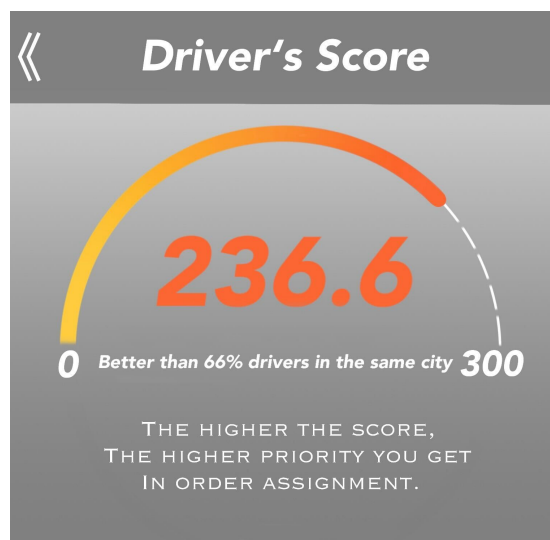 Driver's Score
236.6
0 Better than 66% drivers in the same city 300
THE HIGHER THE SCORE,
THE HIGHER PRIORITY YOU GET
IN ORDER ASSIGNMENT.